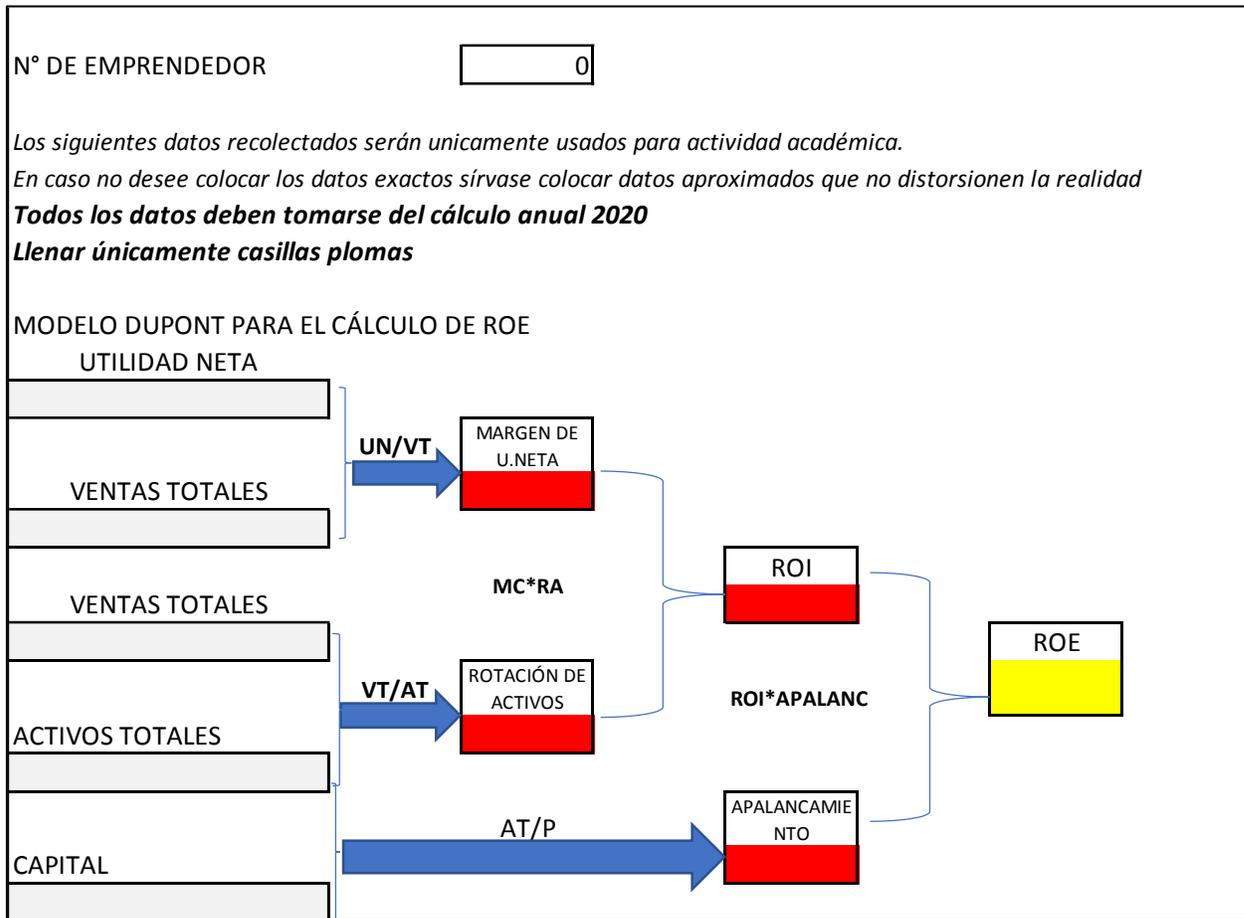 N° DE EMPRENDEDOR 0
Los siguientes datos recolectados serán unicamente usados para actividad académica.
En caso no desee colocar los datos exactos sírvase colocar datos aproximados que no distorsionen la realidad
Todos los datos deben tomarse del cálculo anual 2020
Llenar únicamente casillas plomas
MODELO DUPONT PARA EL CÁLCULO DE ROE
UTILIDAD NETA
UN/VT
MARGEN DE
U.NETA
VENTAS TOTALES
MC*RA
ROI
VENTAS TOTALES
ROE
VT/AT
ROTACIÓN DE
ACTIVOS
ROI*APALANC
ACTIVOS TOTALES
AT/P
APALANCAMIE
NTO
CAPITAL